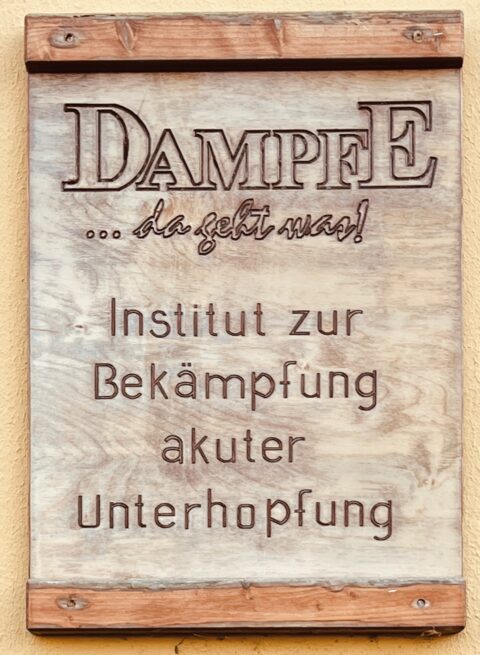 DAMPFE
... da geht was!
Institut zur
Bekämpfung
akuter
Unterhopfung